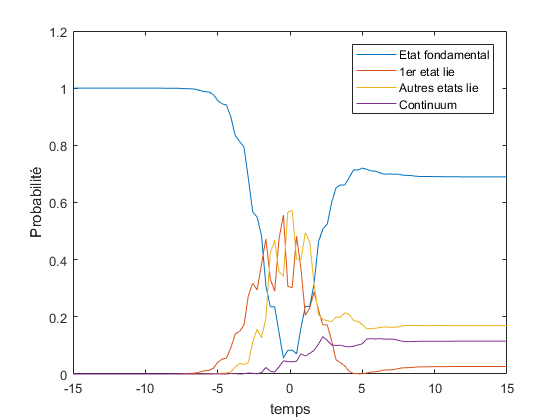 1.2
1
0.8
0.6
0.4
0.2
0
Probabilité
-15
-10
-5
0
5
10
15
temps
Etat fondamental
1er etat lie
Autres etats lie
Continuum